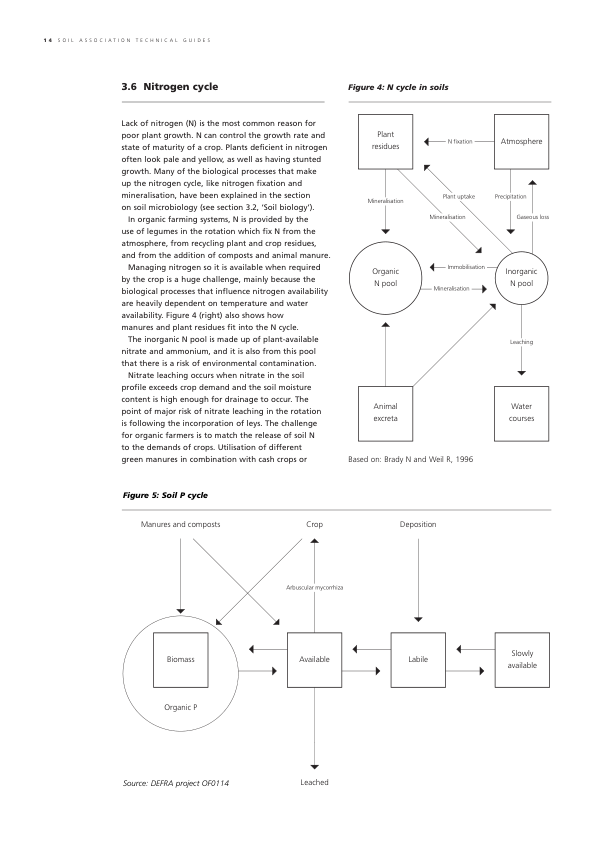 14 SOIL ASSOCIATION TECHNICAL GUIDES
3.6 Nitrogen cycle
Lack of nitrogen (N) is the most common reason for
poor plant growth. N can control the growth rate and
state of maturity of a crop. Plants deficient in nitrogen
often look pale and yellow, as well as having stunted
growth. Many of the biological processes that make
up the nitrogen cycle, like nitrogen fixation and
mineralisation, have been explained in the section
on soil microbiology (see section 3.2, 'Soil biology').
In organic farming systems, N is provided by the
use of legumes in the rotation which fix N from the
atmosphere, from recycling plant and crop residues,
and from the addition of composts and animal manure.
Managing nitrogen so it is available when required
by the crop is a huge challenge, mainly because the
biological processes that influence nitrogen availability
are heavily dependent on temperature and water
availability. Figure 4 (right) also shows how
manures and plant residues fit into the N cycle.
The inorganic N pool is made up of plant-available
nitrate and ammonium, and it is also from this pool
that there is a risk of environmental contamination.
Nitrate leaching occurs when nitrate in the soil
profile exceeds crop demand and the soil moisture
content is high enough for drainage to occur. The
point of major risk of nitrate leaching in the rotation
is following the incorporation of leys. The challenge
for organic farmers is to match the release of soil N
to the demands of crops. Utilisation of different
green manures in combination with cash crops or
Figure 4: N cycle in soils
Plant
residues
N fixation
Atmosphere
Mineralisation
Plant uptake
Precipitation
Mineralisation
Gaseous loss
Organic
N pool
Immobilisation
Mineralisation
Inorganic
N pool
Leaching
Animal
excreta
Water
courses
Based on: Brady N and Weil R, 1996
Figure 5: Soil P cycle
Manures and composts
Crop
Deposition
Arbuscular mycorrhiza
Biomass
Available
Labile
Slowly
available
Organic P
Leached
Source: DEFRA project OF0114